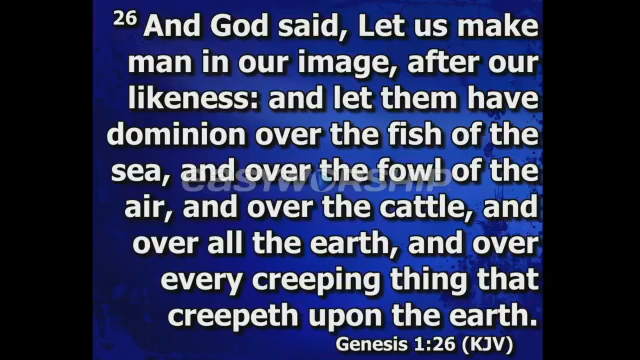 26 And God said, Let us make
man in our image, after our
likeness: and let them have
dominion over the fish of the
sea, and over the fowl of the
EASYWORSHIP
air, and over the cattle, and
over all the earth, and over
every creeping thing that
creepeth upon the earth.
Genesis 1:26 (KJV)